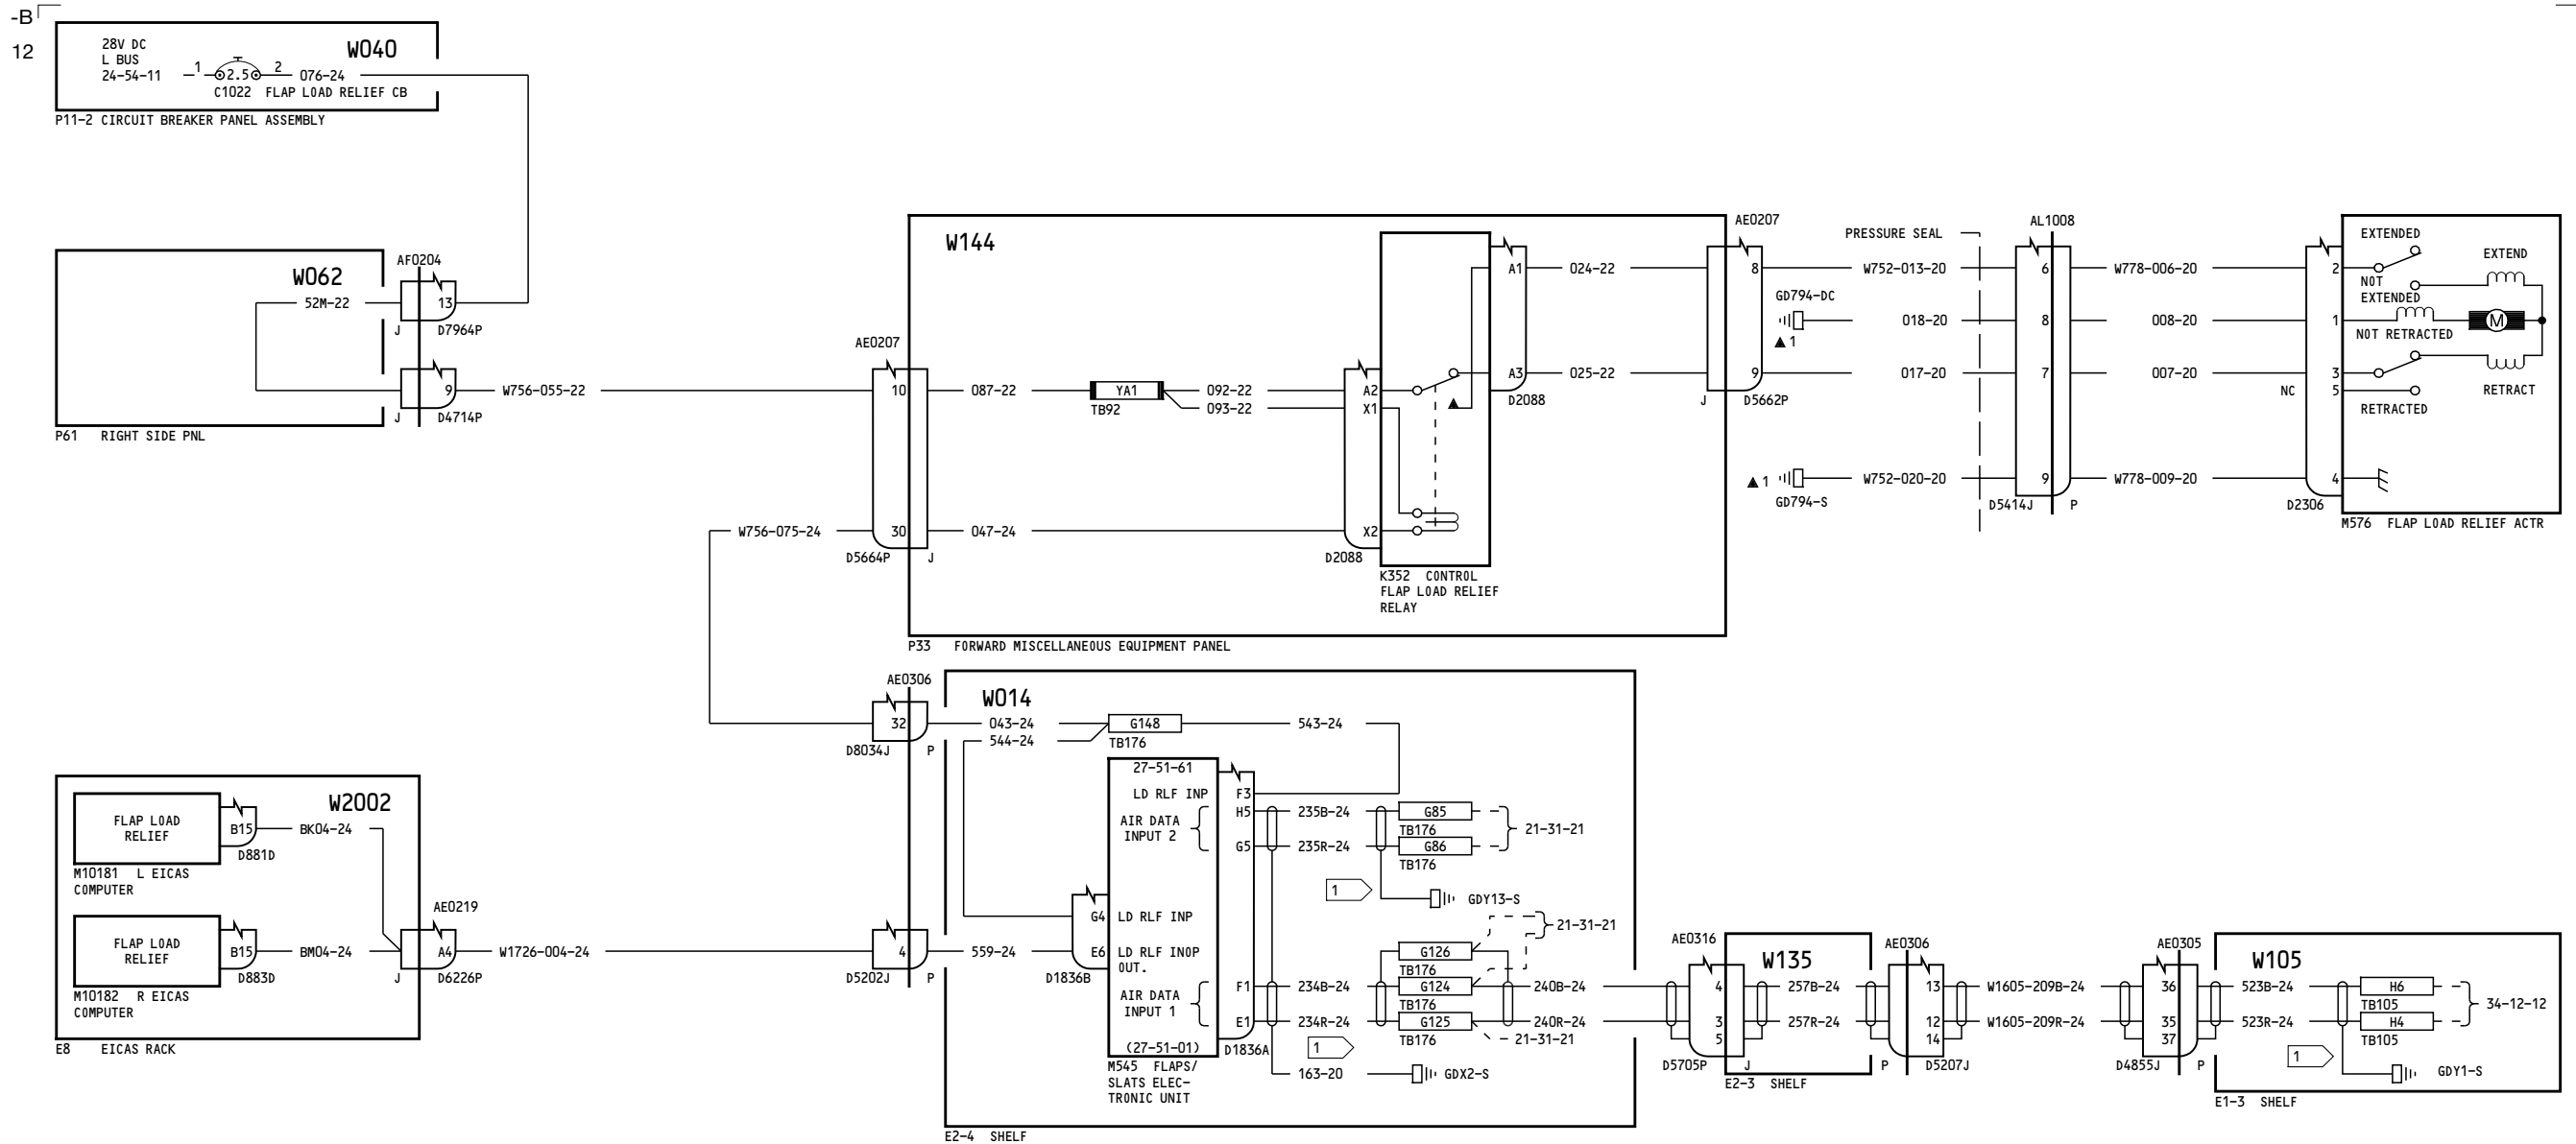 -B
12
28V DC
L BUS
24-54-11
1
2.5
2
076-24
W040
C1022 FLAP LOAD RELIEF CB
P11-2 CIRCUIT BREAKER PANEL ASSEMBLY
W062
52M-22
AF0204
13
J
D7964P
9
J
D4714P
W756-055-22
P61 RIGHT SIDE PNL
AE0207
10
30
D5664P
J
W756-075-24
W144
087-22
YA1
TB92
092-22
093-22
047-24
A2
X1
X2
D2088
K352 CONTROL
FLAP LOAD RELIEF
RELAY
A1
A3
D2088
024-22
025-22
P33 FORWARD MISCELLANEOUS EQUIPMENT PANEL
AE0207
8
9
J
D5662P
GD794-DC
1
1
GD794-S
PRESSURE SEAL
W752-013-20
018-20
017-20
W752-020-20
AL1008
6
8
7
9
D5414J
P
W778-006-20
008-20
007-20
W778-009-20
NC
2
1
3
5
4
D2306
EXTENDED
NOT
EXTENDED
EXTEND
M
NOT RETRACTED
RETRACTED
RETRACT
M576 FLAP LOAD RELIEF ACTR
AE0306
32
D8034J
P
W014
043-24
544-24
G148
TB176
543-24
27-51-61
LD RLF INP
F3
AIR DATA
INPUT 2
H5
G5
235B-24
235R-24
G85
TB176
G86
TB176
21-31-21
1
GDY13-S
G4
LD RLF INP
E6
LD RLF INOP
OUT.
D1836B
AIR DATA
INPUT 1
F1
E1
(27-51-01)
D1836A
M545 FLAPS/
SLATS ELEC-
TRONIC UNIT
234B-24
234R-24
1
163-20
GDX2-S
G126
TB176
G124
TB176
G125
TB176
21-31-21
21-31-21
240B-24
240R-24
E2-4 SHELF
W2002
FLAP LOAD
RELIEF
B15
D881D
BK04-24
M10181 L EICAS
COMPUTER
FLAP LOAD
RELIEF
B15
D883D
BM04-24
M10182 R EICAS
COMPUTER
E8 EICAS RACK
AE0219
A4
J
D6226P
W1726-004-24
4
D5202J
P
559-24
AE0316
4
3
5
D5705P
J
W135
257B-24
257R-24
E2-3 SHELF
AE0306
13
12
14
P
D5207J
W1605-209B-24
W1605-209R-24
AE0305
36
35
37
D4855J
P
W105
523B-24
523R-24
H6
TB105
H4
TB105
34-12-12
1
GDY1-S
E1-3 SHELF